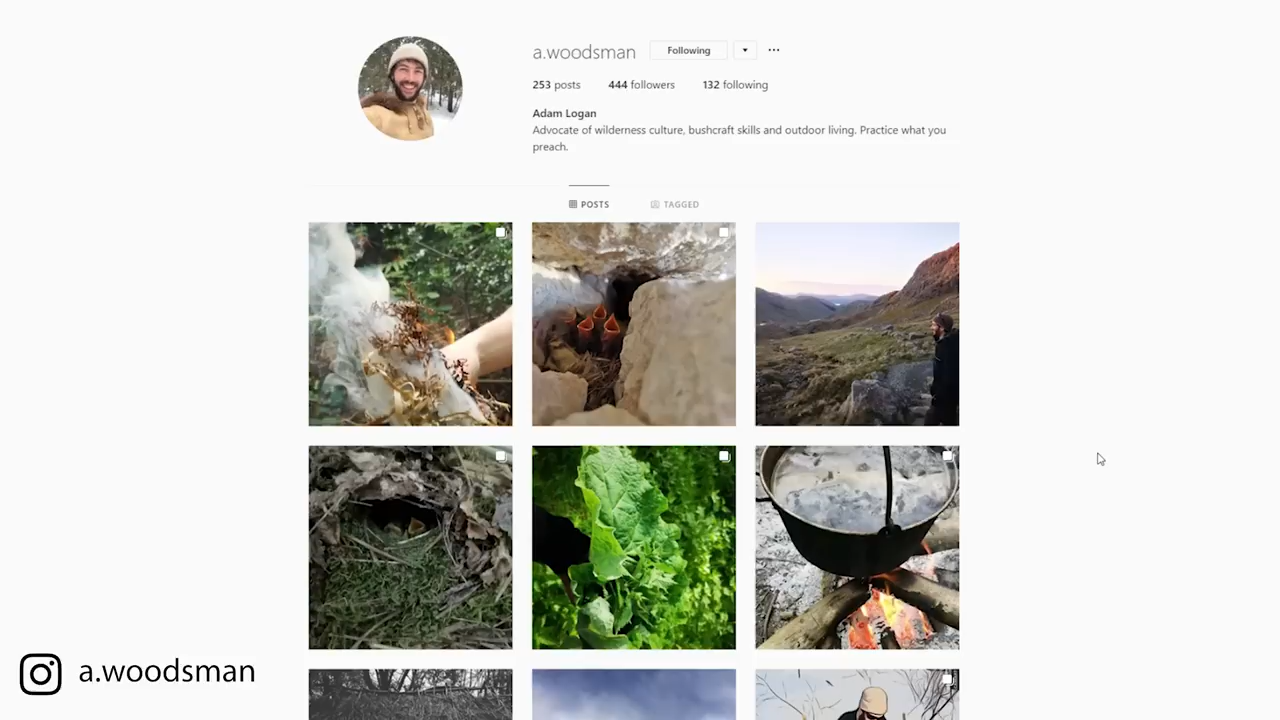 a.woodsman
Following
253 posts
444 followers
132 following
Adam Logan
Advocate of wilderness culture, bushcraft skills and outdoor living. Practice what you
preach.
POSTS
TAGGED
a.woodsman